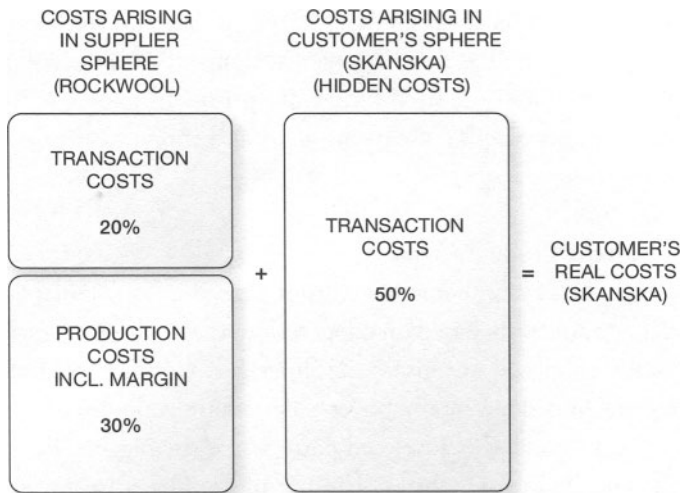 COSTS ARISING
IN SUPPLIER
SPHERE
(ROCKWOOL)
COSTS ARISING IN
CUSTOMER'S SPHERE
(SKANSKA)
(HIDDEN COSTS)
TRANSACTION
COSTS
20%
PRODUCTION
COSTS
INCL. MARGIN
30%
+
TRANSACTION
COSTS
50%
=
CUSTOMER'S
REAL COSTS
(SKANSKA)